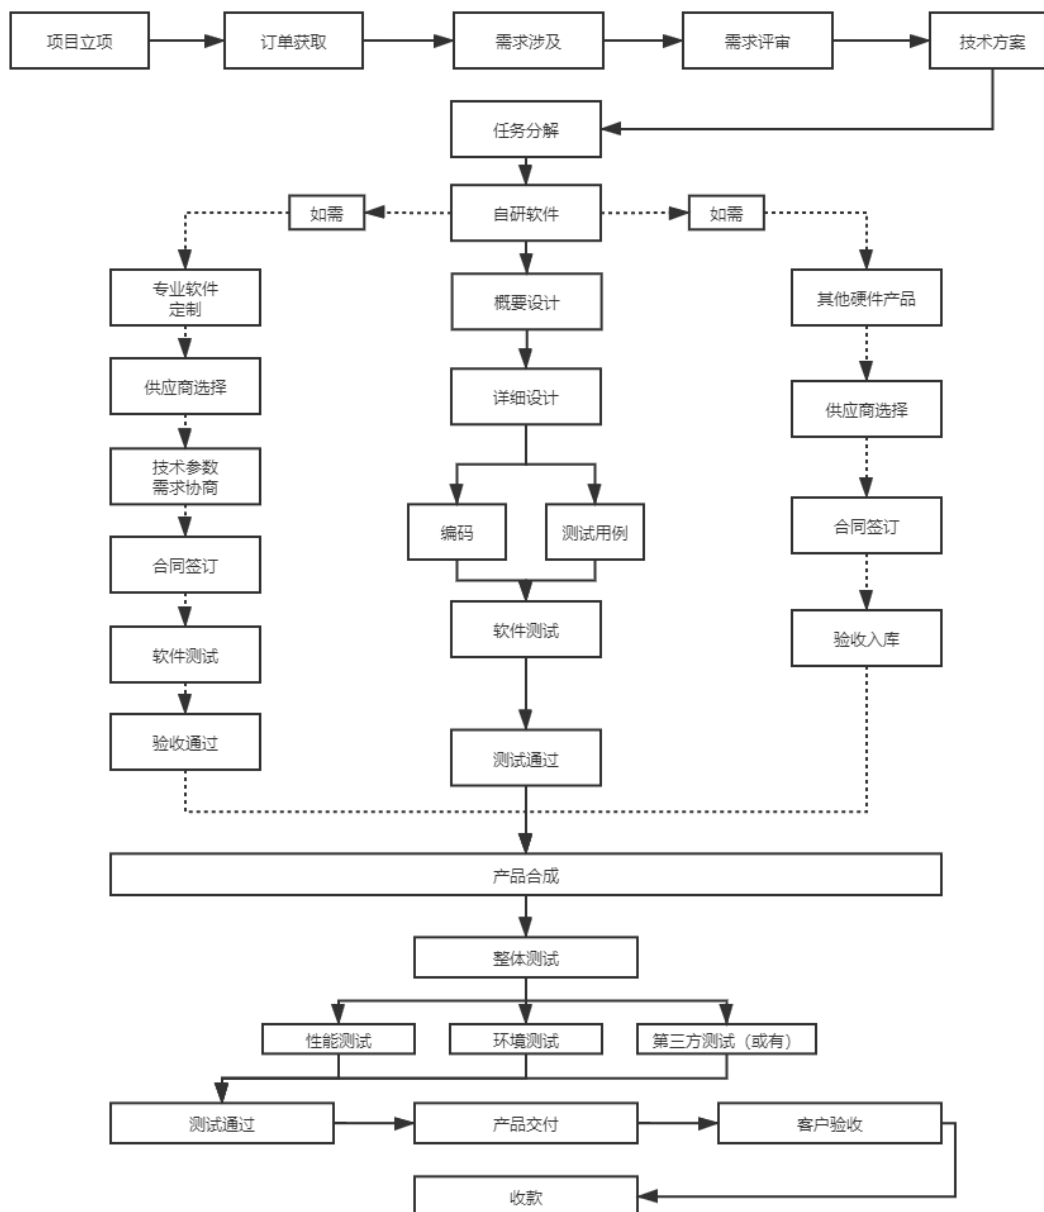 项目立项
订单获取
需求涉及
需求评审
技术方案
任务分解
如需
自研软件
如需
专业软件
定制
概要设计
其他硬件产品
供应商选择
详细设计
供应商选择
技术参数
需求协商
编码
测试用例
合同签订
合同签订
软件测试
软件测试
验收入库
验收通过
测试通过
产品合成
整体测试
性能测试
环境测试
第三方测试（或有）
测试通过
产品交付
客户验收
收款